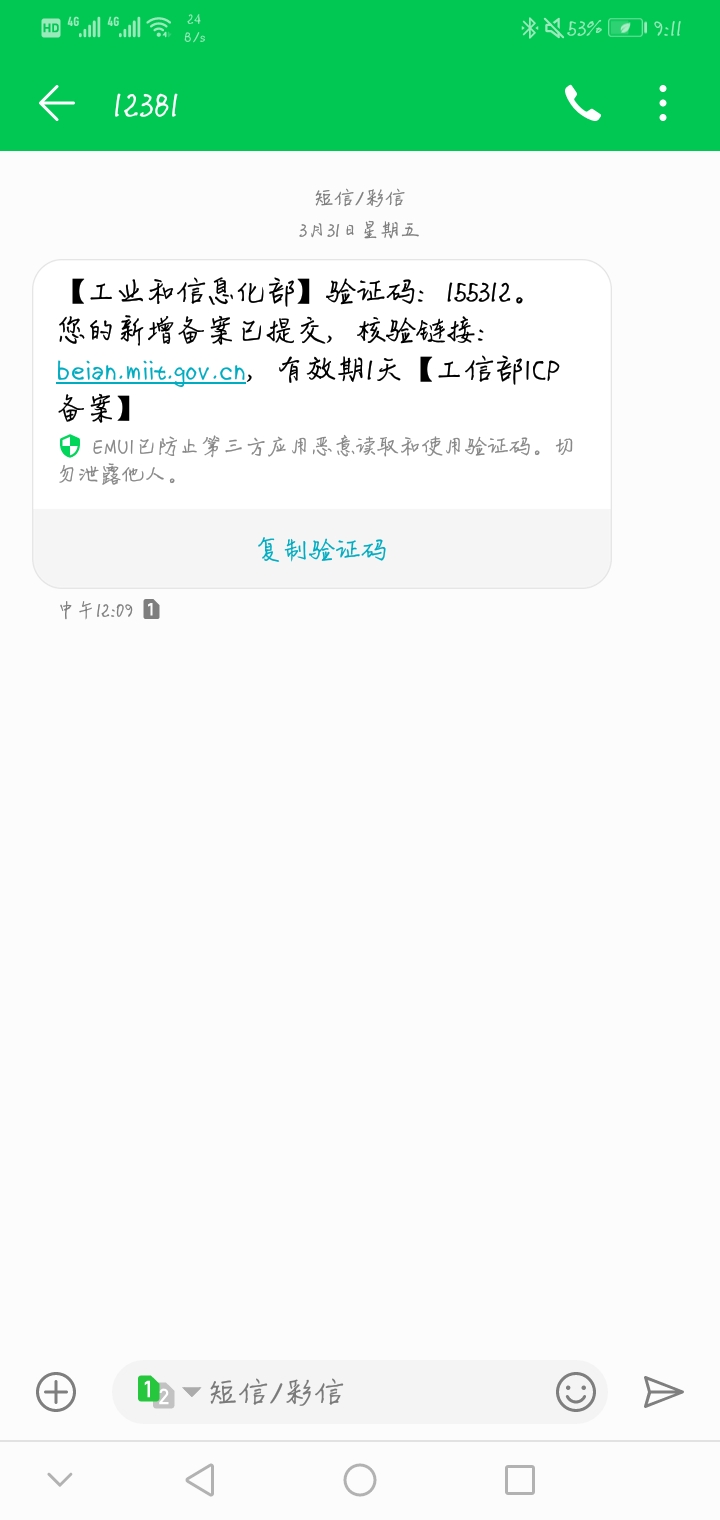 HD 4G 4G 24 B/s 53% 9:11
12381
短信/彩信
3月31日 星期五
【工业和信息化部】验证码：155312。
您的新增备案已提交，核验链接：
beian.miit.gov.cn， 有效期1天【工信部ICP
备案】
EMUI已防止第三方应用恶意读取和使用验证码。切
勿泄露他人。
复制验证码
中午12:09 1
1 2 短信/彩信